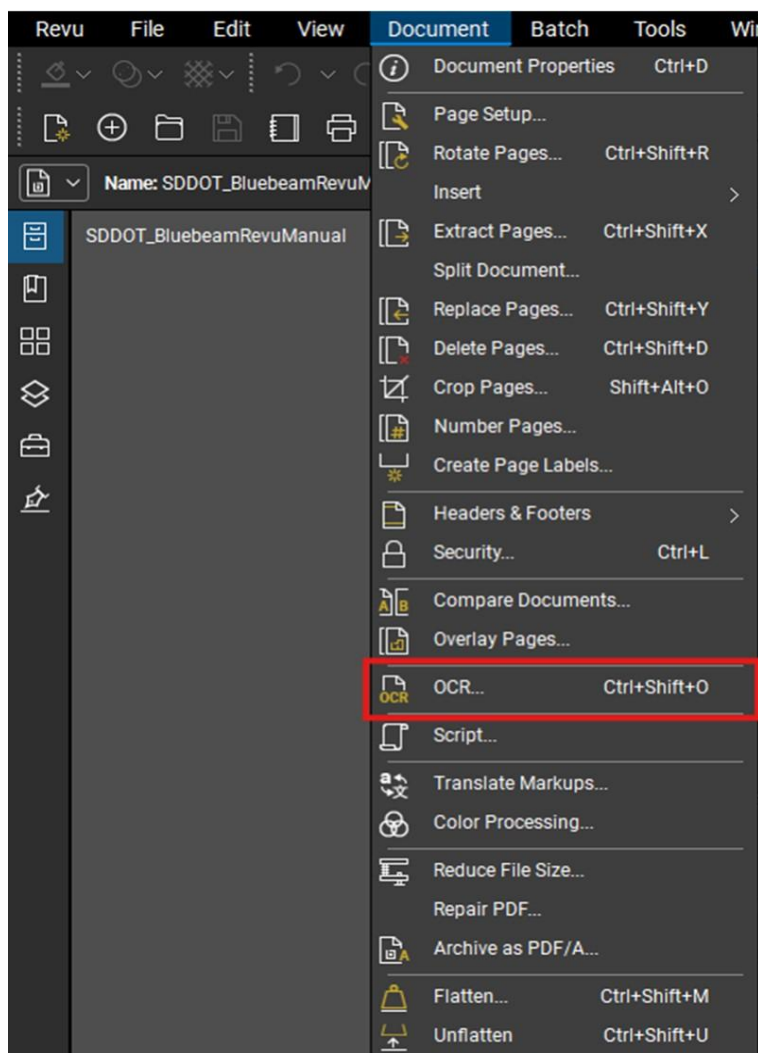 Revu File Edit View Document Batch Tools
Document Properties Ctrl+D
Page Setup...
Rotate Pages... Ctrl+Shift+R
Name: SDDOT_BluebeamRevuM
Insert
SDDOT_BluebeamRevuManual
Extract Pages... Ctrl+Shift+X
Split Document...
Replace Pages... Ctrl+Shift+Y
Delete Pages... Ctrl+Shift+D
Crop Pages... Shift+Alt+O
Number Pages...
Create Page Labels...
Headers & Footers
Security... Ctrl+L
A B Compare Documents...
Overlay Pages...
OCR OCR... Ctrl+Shift+O
Script...
a文 Translate Markups...
Color Processing...
Reduce File Size...
Repair PDF...
A Archive as PDF/A...
Flatten... Ctrl+Shift+M
Unflatten Ctrl+Shift+U